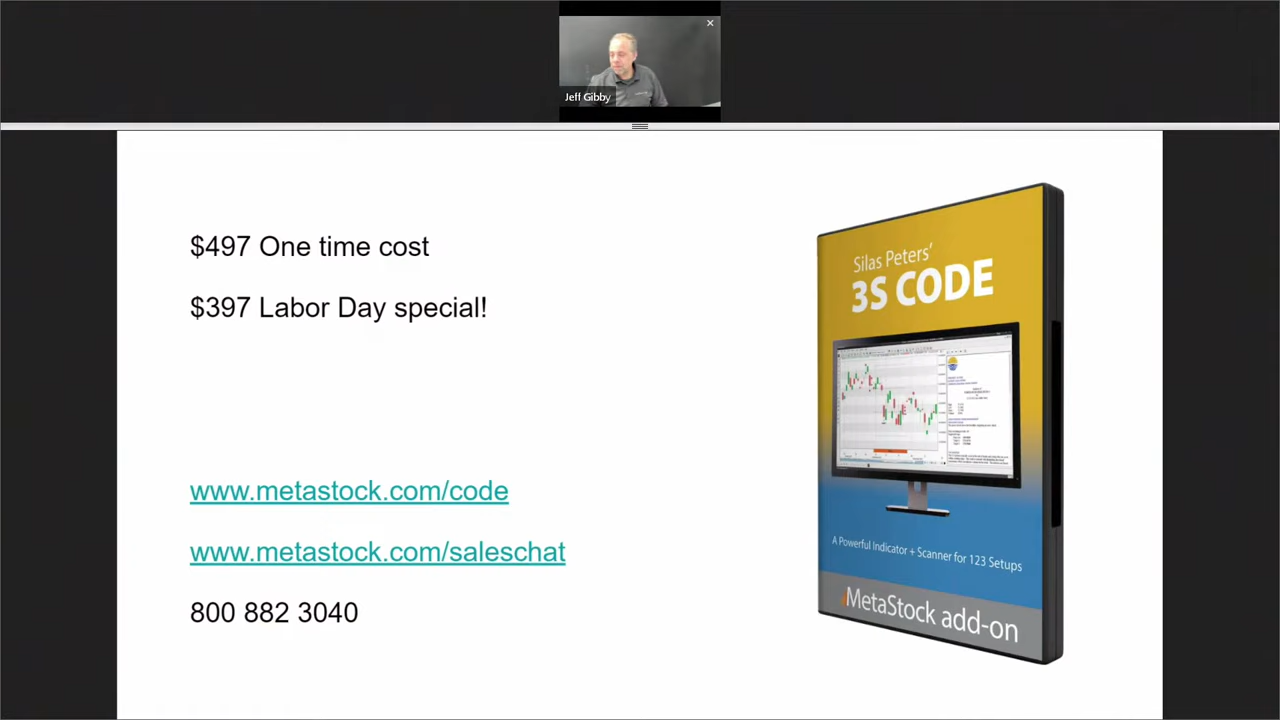 Jeff Gibby
$497 One time cost
$397 Labor Day special!
www.metastock.com/code
www.metastock.com/saleschat
800 882 3040
Silas Peters'
3S CODE
A Powerful Indicator + Scanner for 123 Setups
MetaStock add-on